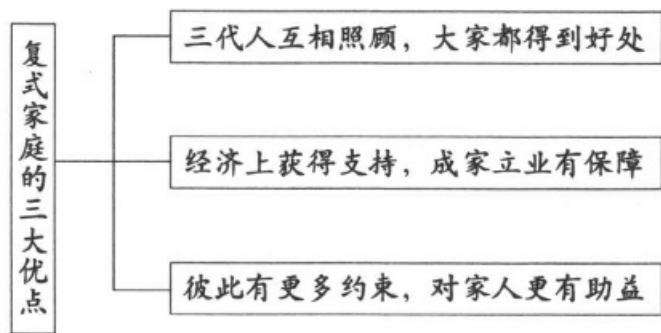 复式家庭的三大优点
三代人互相照顾，大家都得到好处
经济上获得支持，成家立业有保障
彼此有更多约束，对家人更有助益